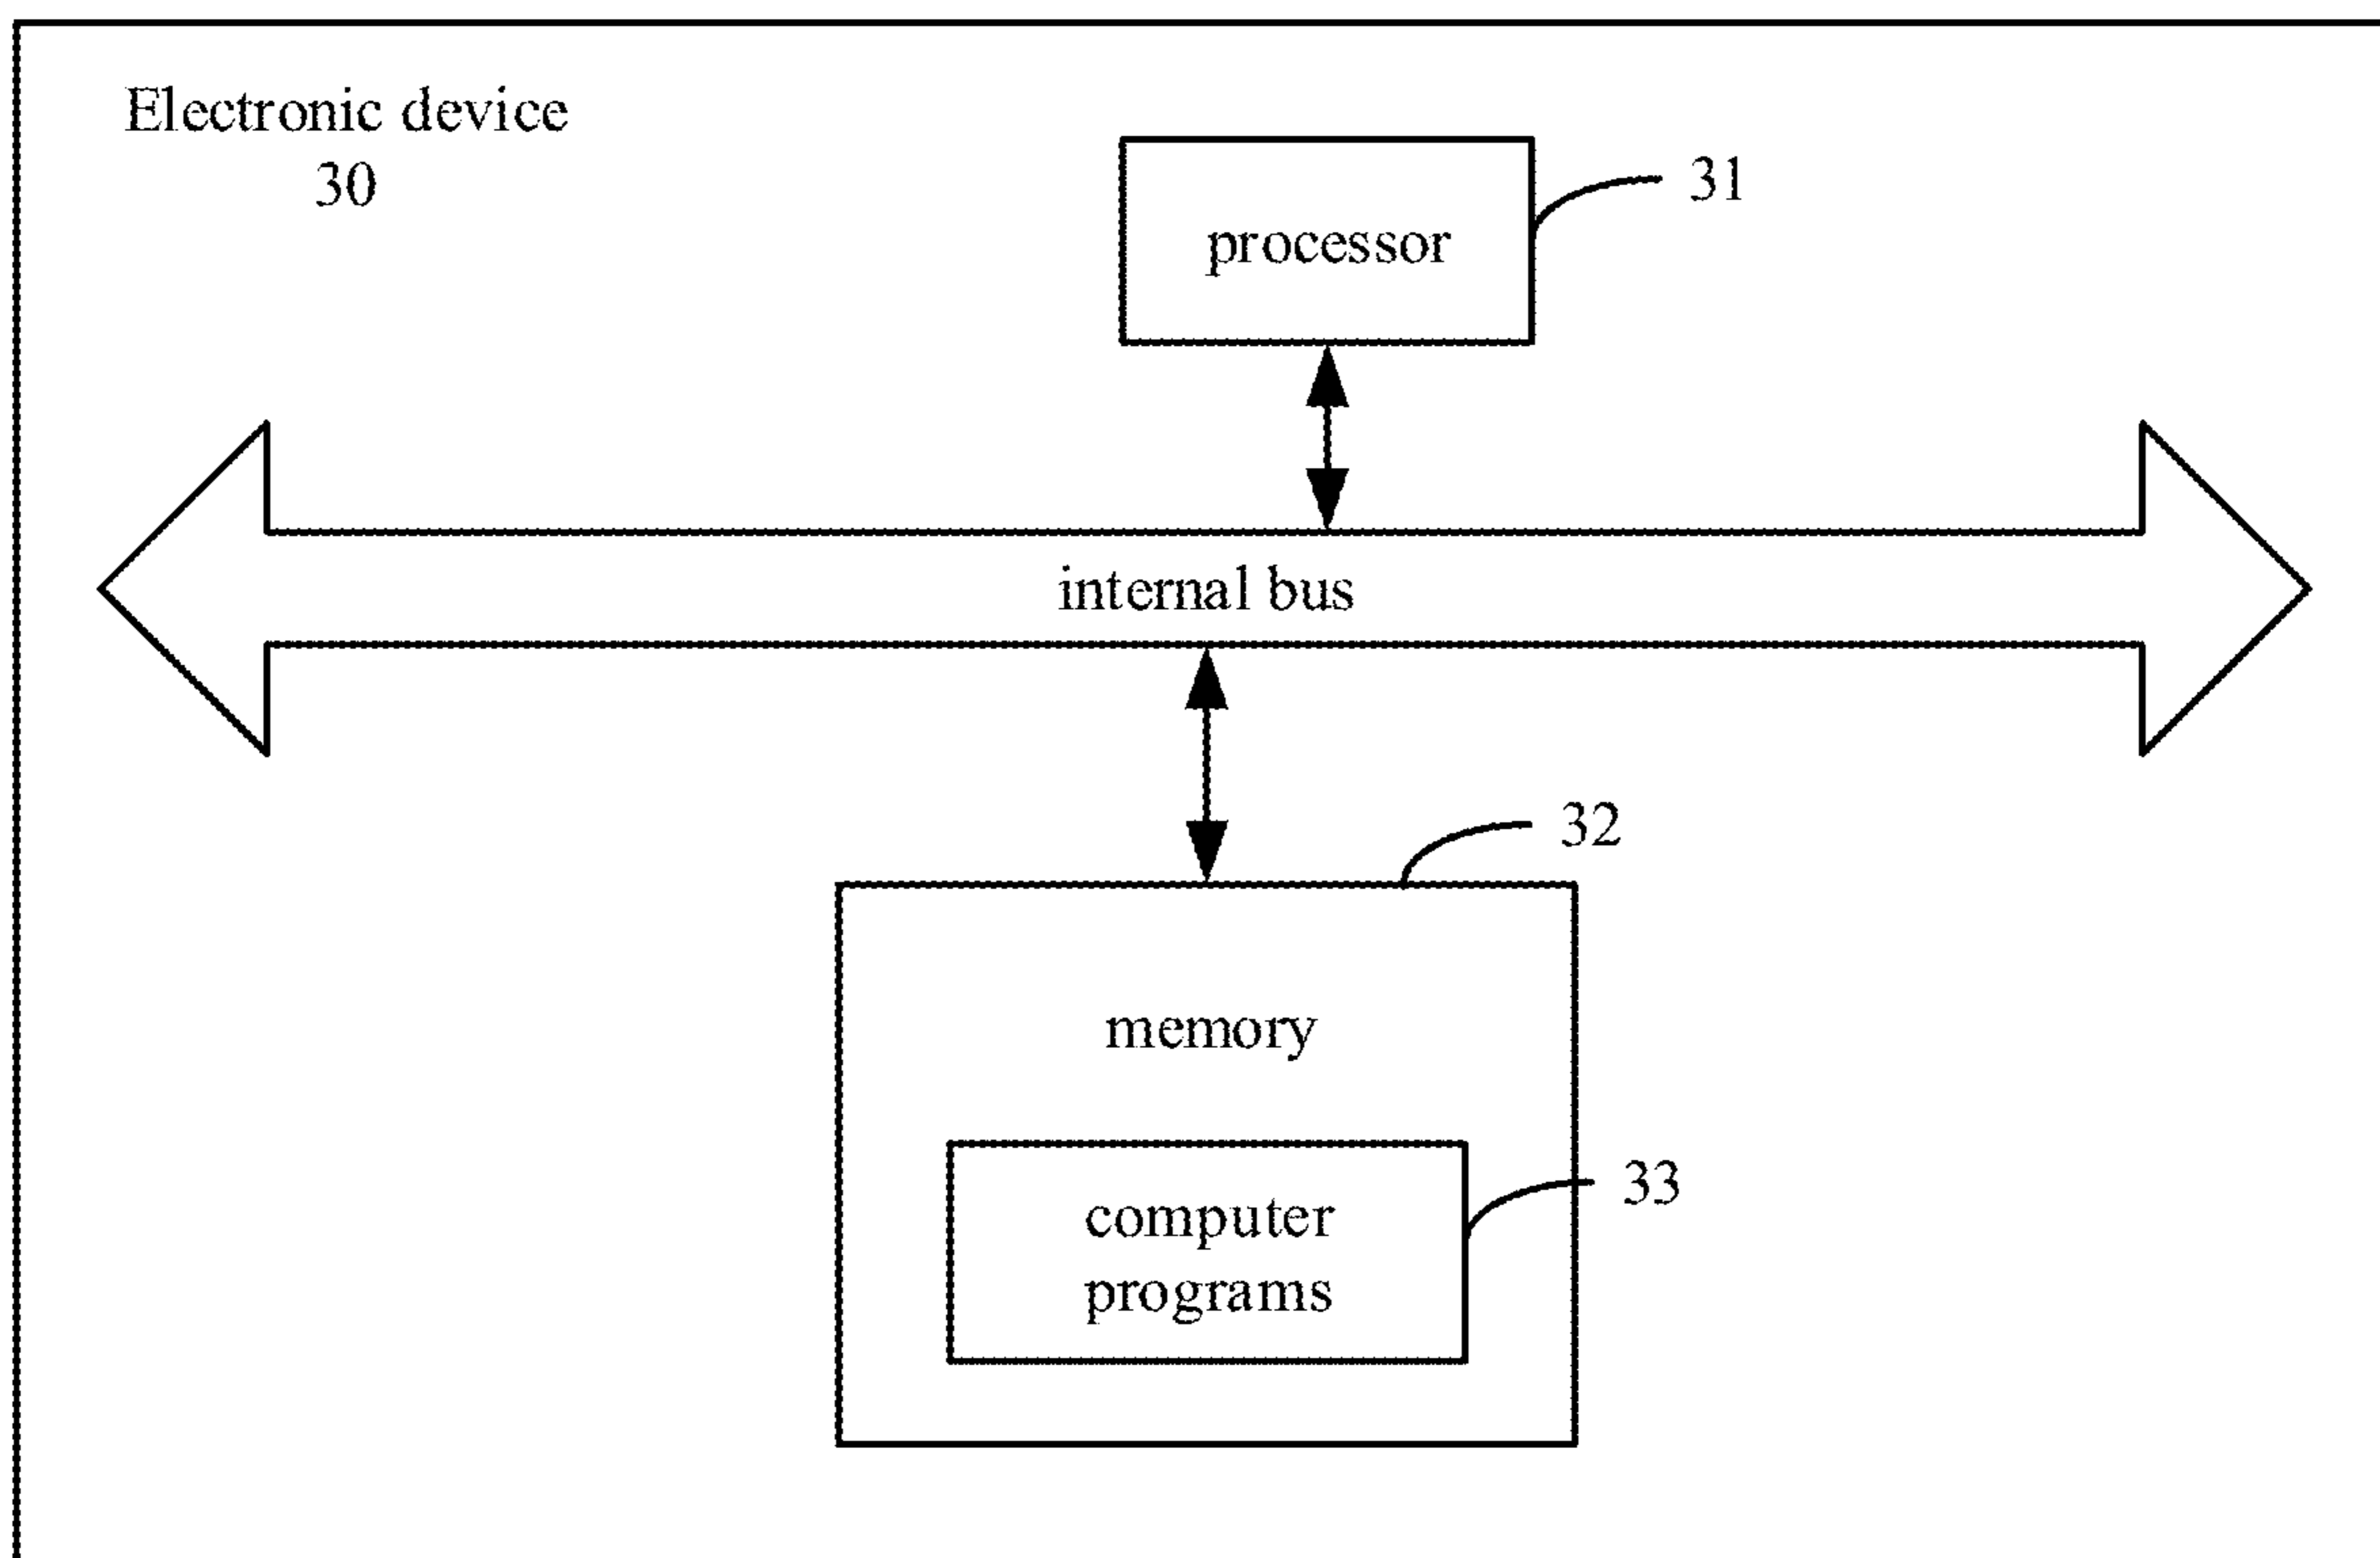 Electronic device
30
processor
31
internal bus
32
memory
computer
programs
33